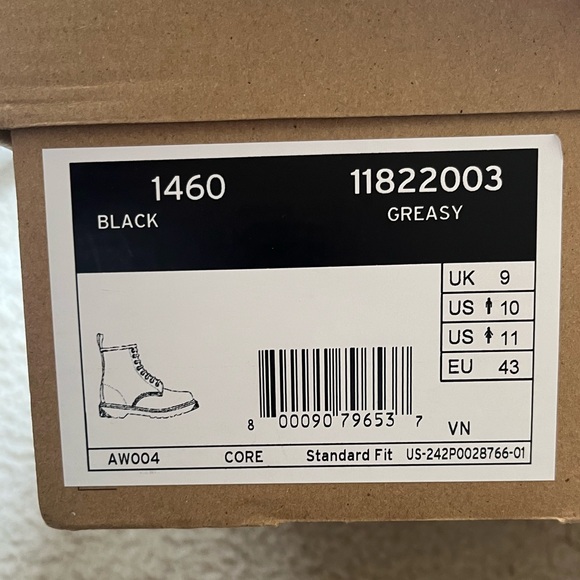 1460 11822003
BLACK GREASY
UK 9
US 10
US 11
EU 43
8 00090 79653 7
VN
AW004 CORE Standard Fit US-242P0028766-01